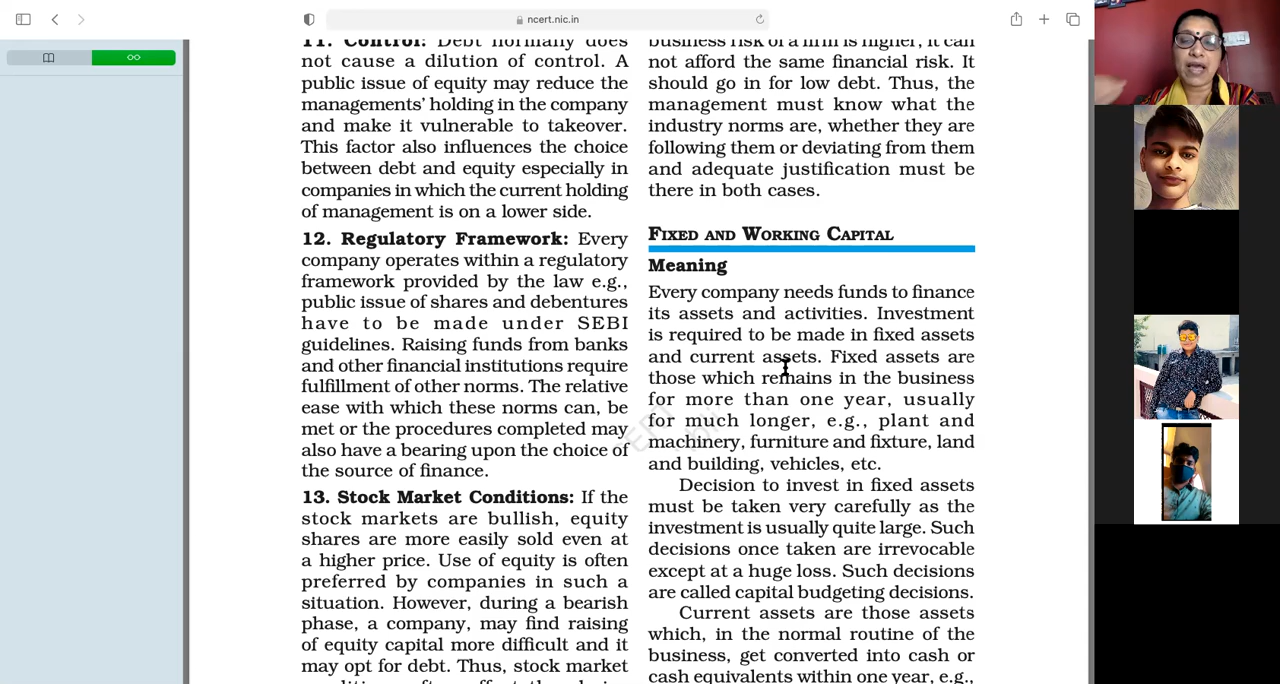 ncert.nic.in
11. Control: Debt normally does
not cause a dilution of control. A
public issue of equity may reduce the
managements' holding in the company
and make it vulnerable to takeover.
This factor also influences the choice
between debt and equity especially in
companies in which the current holding
of management is on a lower side.
12. Regulatory Framework: Every
company operates within a regulatory
framework provided by the law e.g.,
public issue of shares and debentures
have to be made under SEBI
guidelines. Raising funds from banks
and other financial institutions require
fulfillment of other norms. The relative
ease with which these norms can, be
met or the procedures completed may
also have a bearing upon the choice of
the source of finance.
13. Stock Market Conditions: If the
stock markets are bullish, equity
shares are more easily sold even at
a higher price. Use of equity is often
preferred by companies in such a
situation. However, during a bearish
phase, a company, may find raising
of equity capital more difficult and it
may opt for debt. Thus, stock market
business risk of a firm is higher, it can
not afford the same financial risk. It
should go in for low debt. Thus, the
management must know what the
industry norms are, whether they are
following them or deviating from them
and adequate justification must be
there in both cases.
FIXED AND WORKING CAPITAL
Meaning
Every company needs funds to finance
its assets and activities. Investment
is required to be made in fixed assets
and current assets. Fixed assets are
those which remains in the business
for more than one year, usually
for much longer, e.g., plant and
machinery, furniture and fixture, land
and building, vehicles, etc.
Decision to invest in fixed assets
must be taken very carefully as the
investment is usually quite large. Such
decisions once taken are irrevocable
except at a huge loss. Such decisions
are called capital budgeting decisions.
Current assets are those assets
which, in the normal routine of the
business, get converted into cash or
cash equivalents within one year, e.g.,